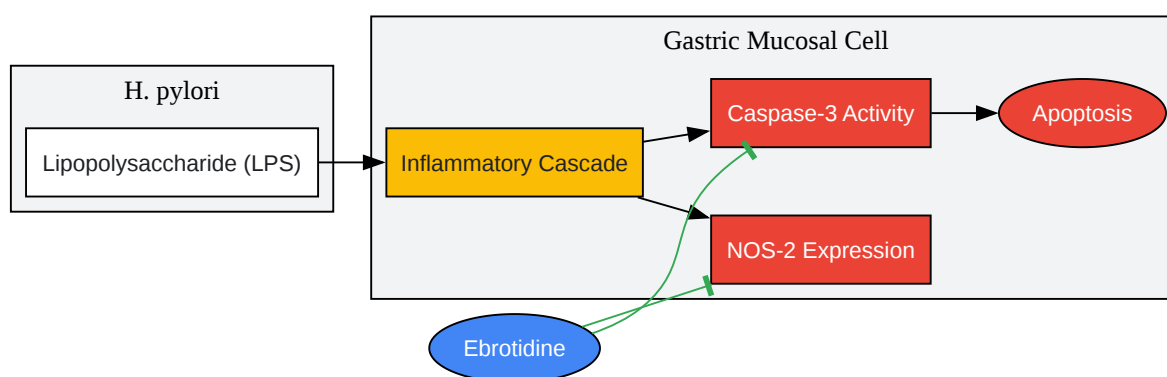 Gastric Mucosal Cell
H. pylori
Lipopolysaccharide (LPS)
Inflammatory Cascade
Caspase-3 Activity
Apoptosis
NOS-2 Expression
Ebrotidine